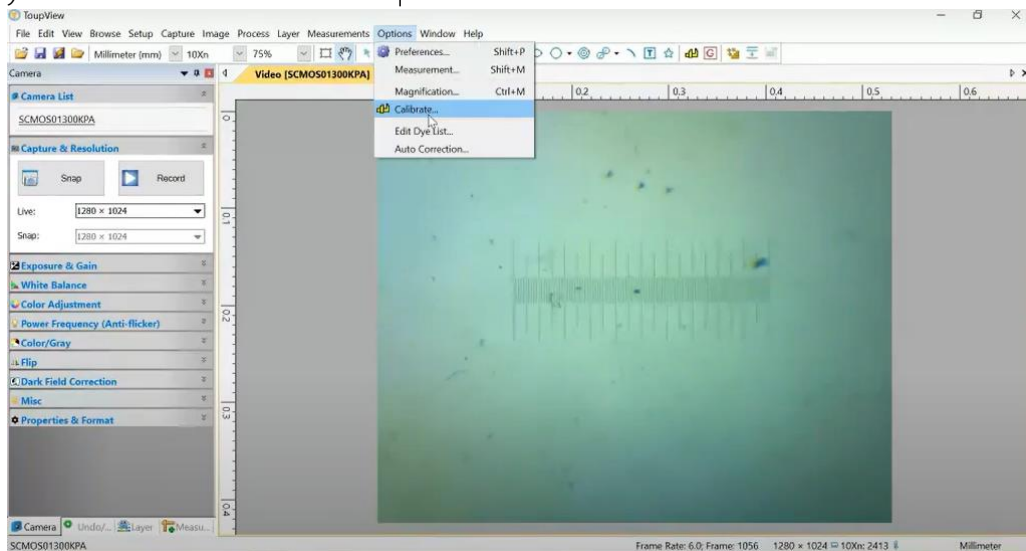 ToupView
File Edit View Browse Setup Capture Image Process Layer Measurements Options Window Help
Millimeter (mm) 10Xn 75%
Preferences... Shift+P
Measurement... Shift+M
Magnification... Ctrl+M
Calibrate...
Edit Dye List...
Auto Correction...
Camera
Video [SCMOS01300KPA]
0.2 0.3 0.4 0.5 0.6
Camera List
SCMOS01300KPA
Capture & Resolution
Snap Record
Live: 1280 × 1024
Snap: 1280 × 1024
Exposure & Gain
White Balance
Color Adjustment
Power Frequency (Anti-flicker)
Color/Gray
Flip
Dark Field Correction
Misc
Properties & Format
0
0.1
0.2
0.3
0.4
Camera Undo/... Layer Measu...
SCMOS01300KPA
Frame Rate: 6.0; Frame: 1056 1280 × 1024 10Xn: 2413 Millimeter